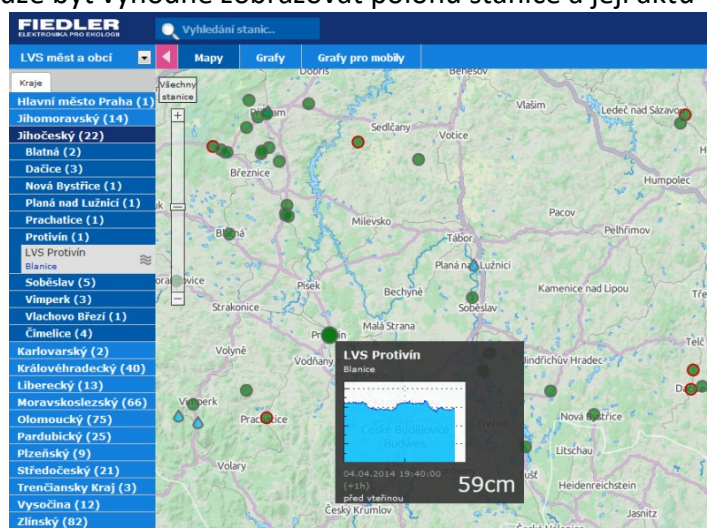 být výhodné zobrazovat polohu stanice a její aktu
FIEDLER
ELEKTRONIKA PRO EKOLOGII
Vyhledání stanic..
LVS měst a obcí
Mapy
Grafy
Grafy pro mobily
Kraje
Všechny
stanice
Hlavní město Praha (1)
Jihomoravský (14)
Jihočeský (22)
Blatná (2)
Dačice (3)
Nová Bystřice (1)
Planá nad Lužnicí (1)
Prachatice (1)
Protivín (1)
LVS Protivín
Blanice
Soběslav (5)
Vimperk (3)
Vlachovo Březí (1)
Čimelice (4)
Karlovarský (2)
Královéhradecký (40)
Liberecký (13)
Moravskoslezský (66)
Olomoucký (75)
Pardubický (25)
Plzeňský (9)
Středočeský (21)
Trenčiansky Kraj (3)
Vysočina (12)
Zlínský (82)
Benešov
Vlašim
Ledeč nad Sázavou
Sedlčany
Votice
Březnice
Humpolec
Pacov
Pelhřimov
Milevsko
Tábor
Planá nad Lužnicí
Písek
Bechyně
Kamenice nad Lipou
Strakonice
Soběslav
Malá Strana
Volyně
Vodňany
Jindřichův Hradec
Telč
Vimperk
Prachatice
Nová Bystřice
Litschau
Volary
Heidenreichstein
Český Krumlov
Jasnitz
LVS Protivín
Blanice
České Budějovice
Budweis
04.04.2014 19:40:00
(+1h)
před vteřinou
59cm